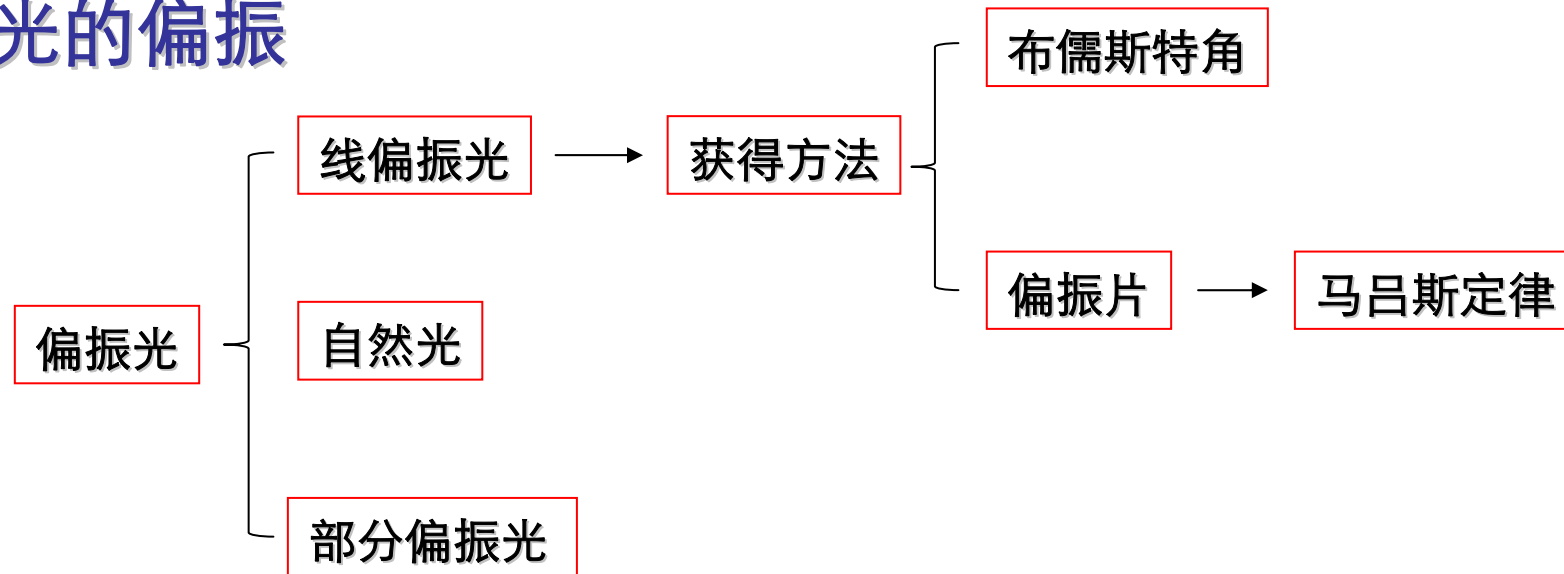 光的偏振
布儒斯特角
线偏振光
获得方法
偏振片
马吕斯定律
偏振光
自然光
部分偏振光